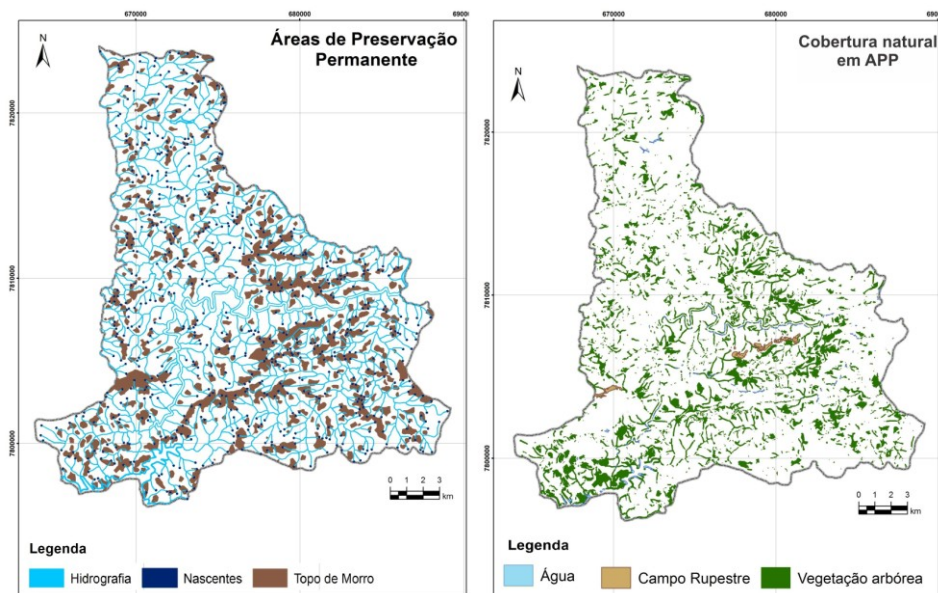 670000
680000
69000
Áreas de Preservação
Permanente
N
7820000
7810000
7800000
0 1 2 3
km
Legenda
Hidrografia
Nascentes
Topo de Morro
670000
680000
6900
Cobertura natural
em APP
N
7820000
7810000
7800000
0 1 2 3
km
Legenda
Água
Campo Rupestre
Vegetação arbórea